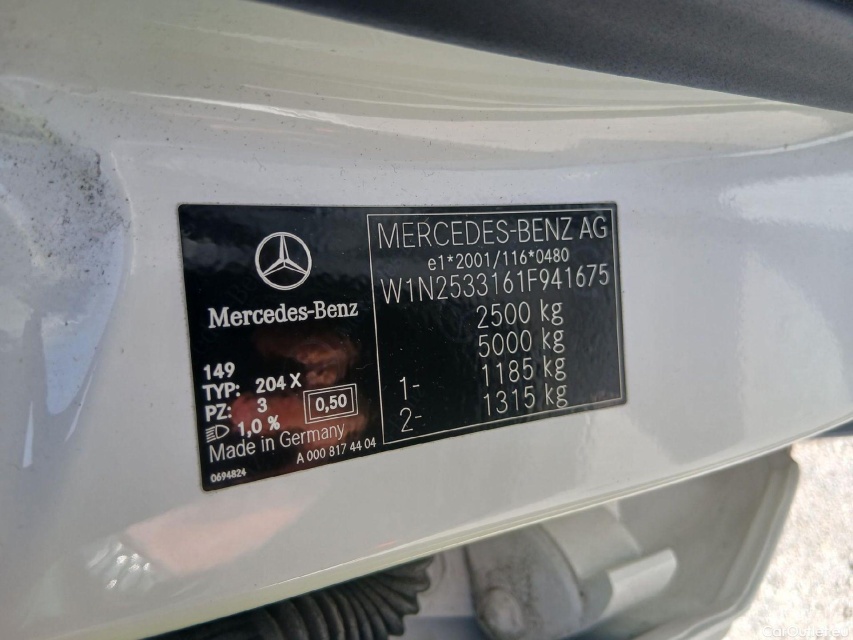 Mercedes-Benz
149
TYP: 204 X
PZ: 3
0,50
1,0 %
Made in Germany
A 000 817 44 04
0694824
MERCEDES-BENZ AG
e1*2001/116*0480
W1N2533161F941675
2500 kg
5000 kg
1- 1185 kg
2- 1315 kg